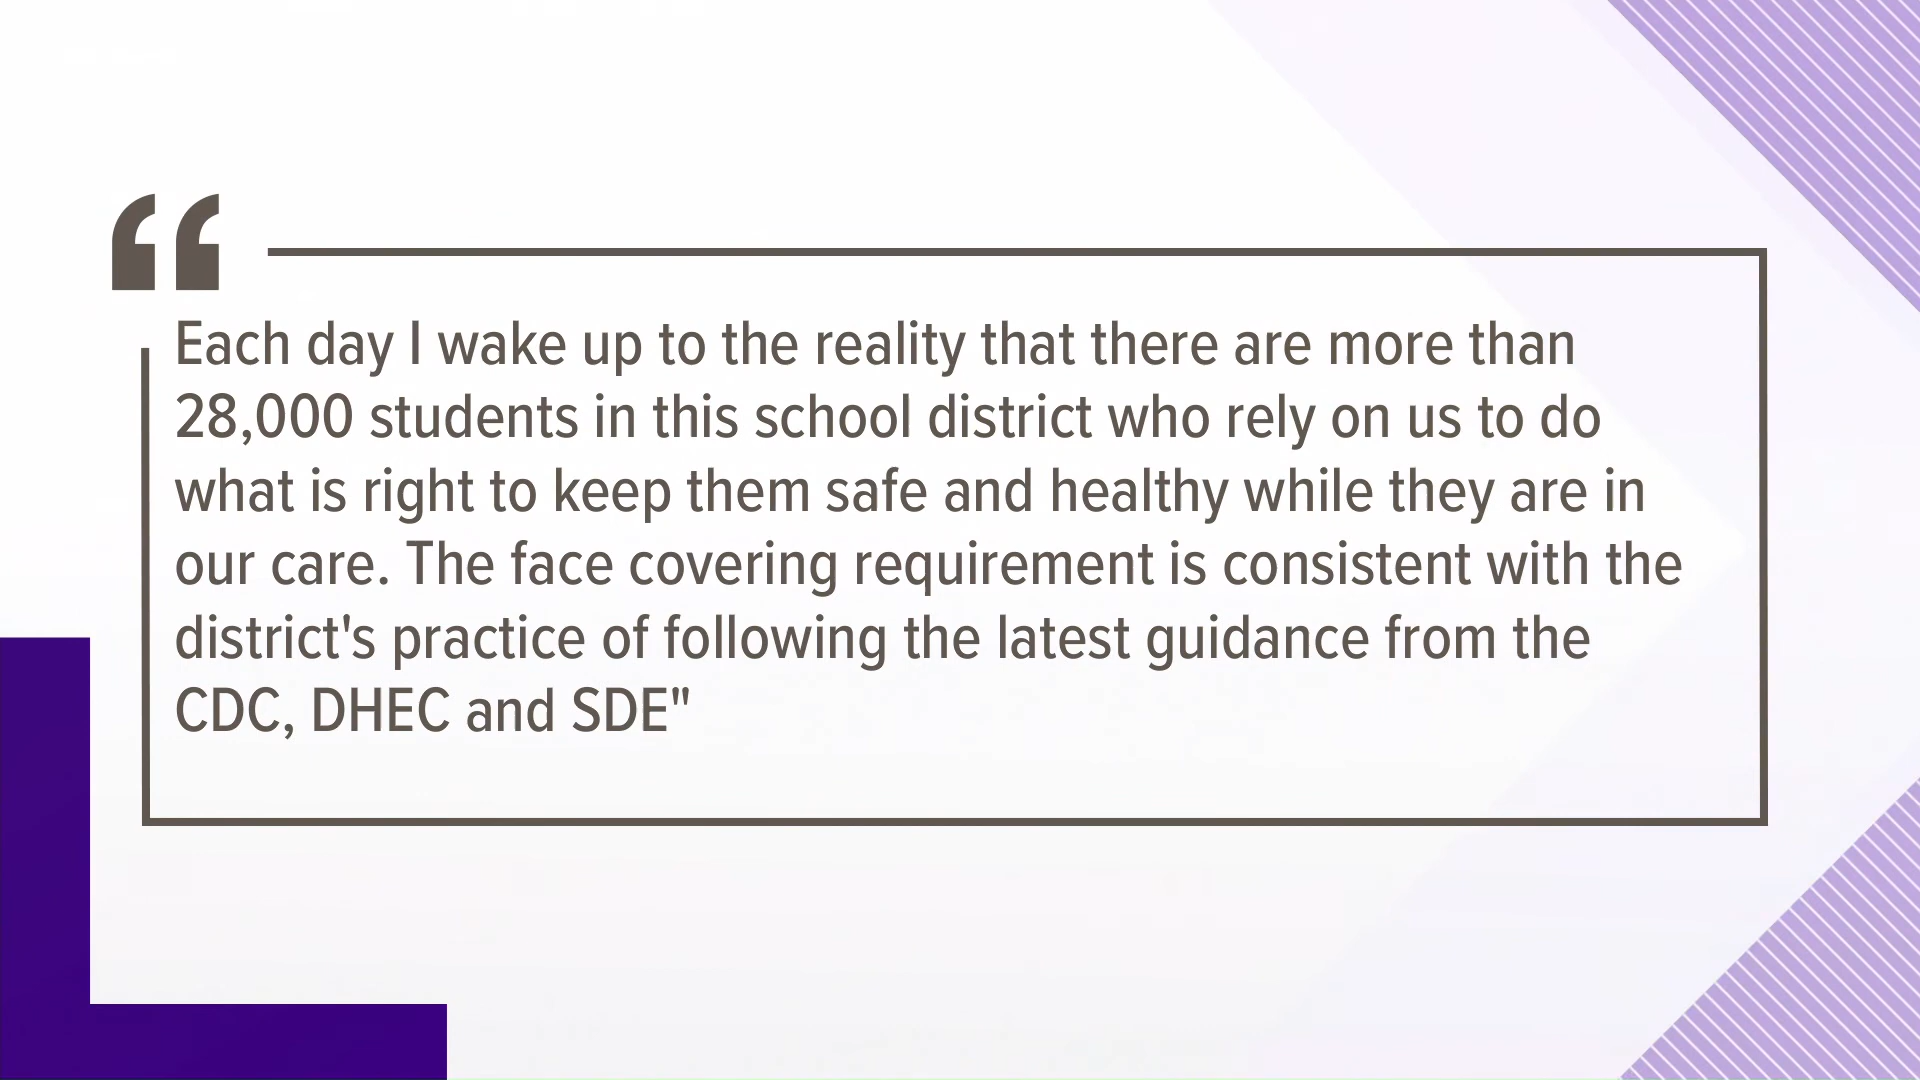 “
Each day I wake up to the reality that there are more than
28,000 students in this school district who rely on us to do
what is right to keep them safe and healthy while they are in
our care. The face covering requirement is consistent with the
district's practice of following the latest guidance from the
CDC, DHEC and SDE"